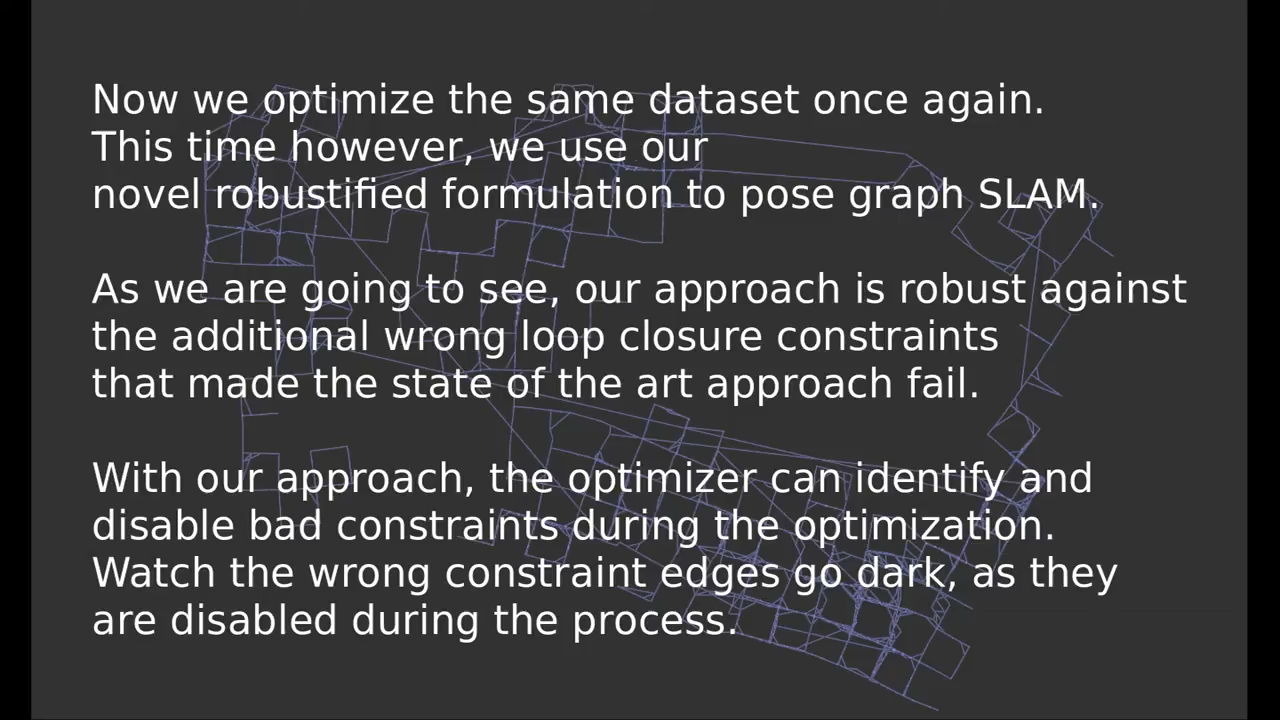 Now we optimize the same dataset once again.
This time however, we use our
novel robustified formulation to pose graph SLAM.
As we are going to see, our approach is robust against
the additional wrong loop closure constraints
that made the state of the art approach fail.
With our approach, the optimizer can identify and
disable bad constraints during the optimization.
Watch the wrong constraint edges go dark, as they
are disabled during the process.